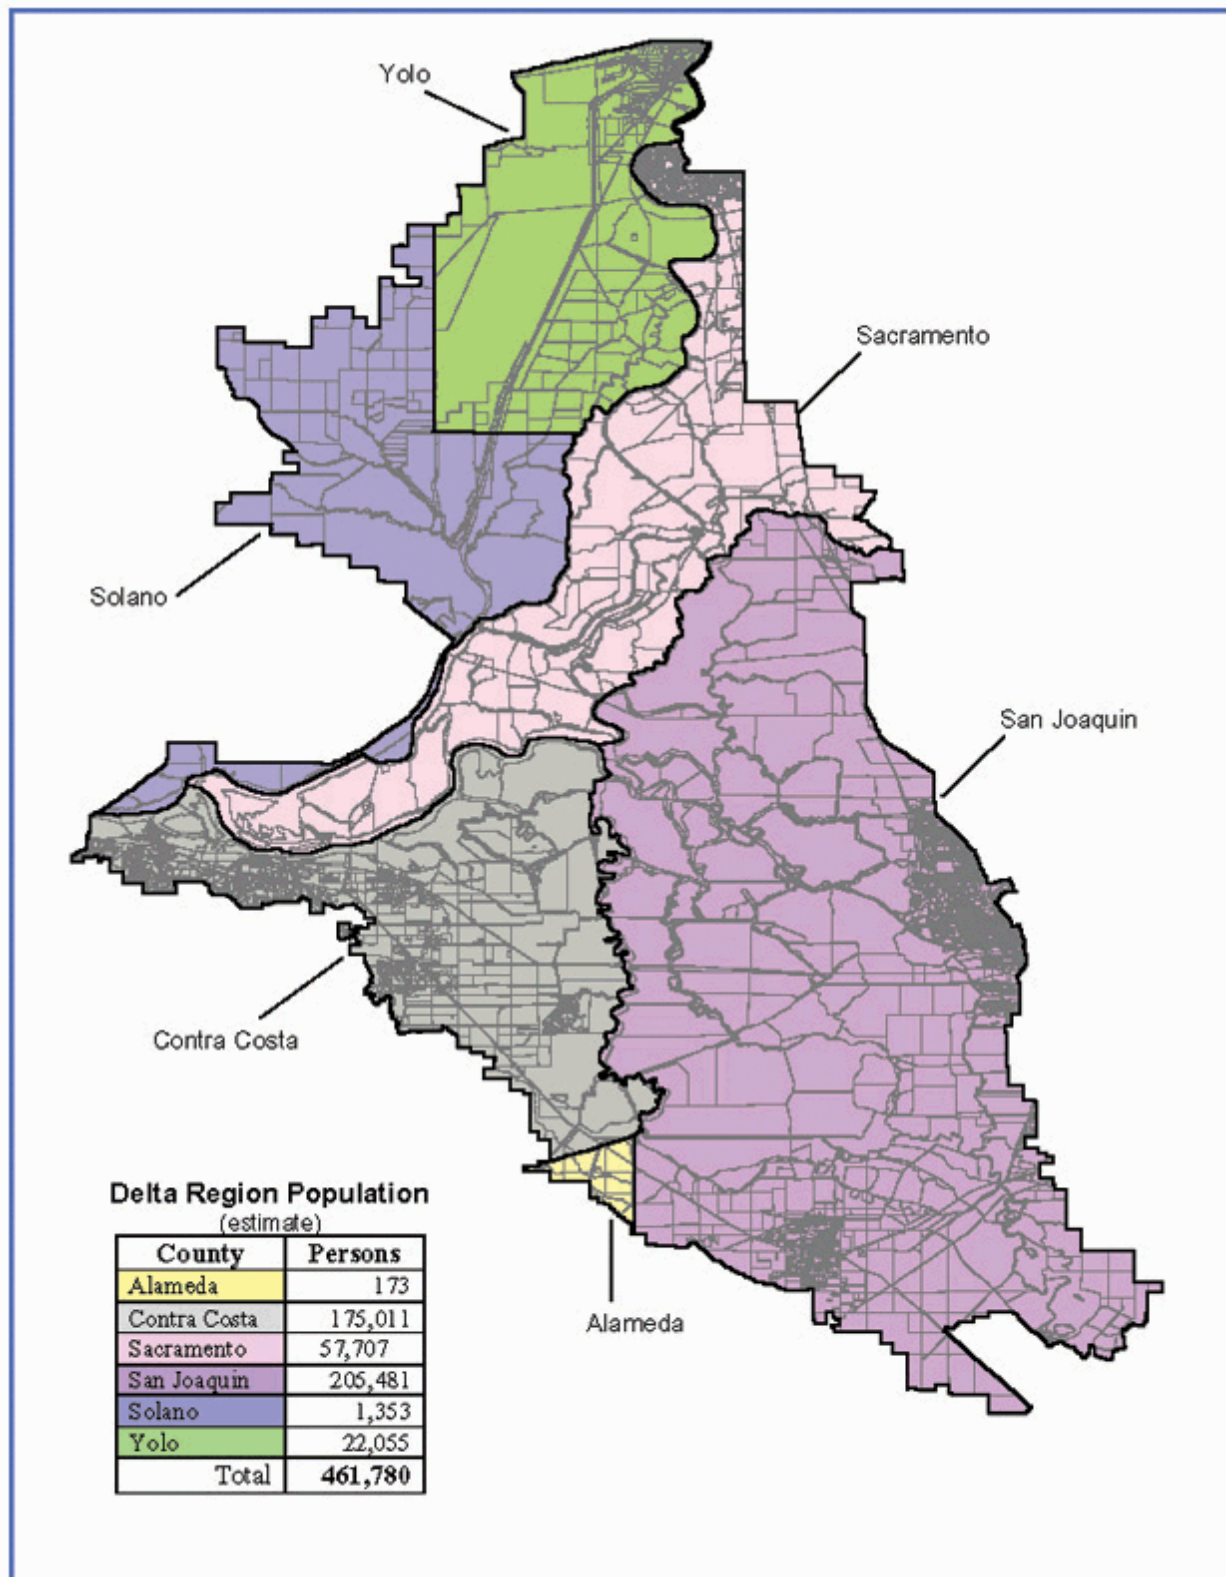 Yolo
Sacramento
Solano
San Joaquin
Contra Costa
Alameda
Delta Region Population
(estimate)
County Persons
Alameda 173
Contra Costa 175,011
Sacramento 57,707
San Joaquin 205,481
Solano 1,353
Yolo 22,055
Total 461,780